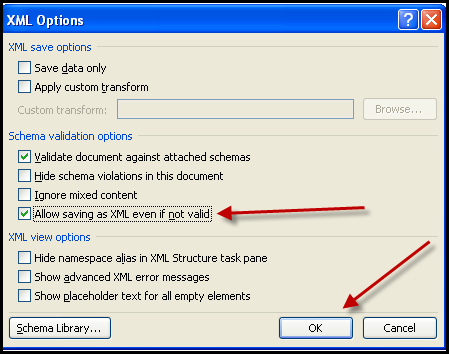 XML Options
XML save options
Save data only
Apply custom transform
Custom transform:
Browse...
Schema validation options
Validate document against attached schemas
Hide schema violations in this document
Ignore mixed content
Allow saving as XML even if not valid
XML view options
Hide namespace alias in XML Structure task pane
Show advanced XML error messages
Show placeholder text for all empty elements
Schema Library...
OK
Cancel